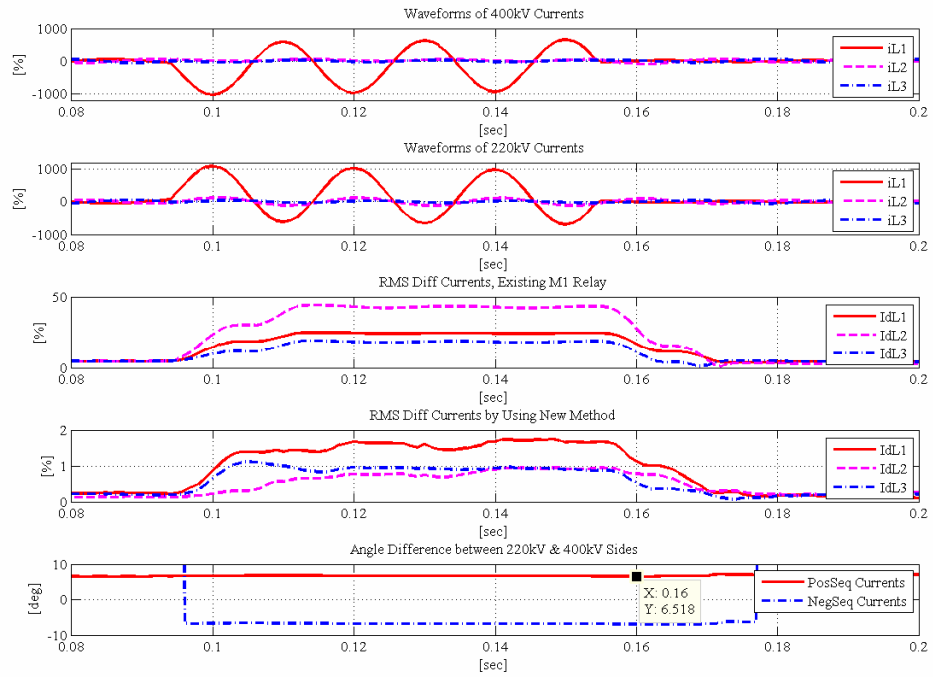 Waveforms of 400kV Currents
1000
0
-1000
[%]
iL1
iL2
iL3
0.08 0.1 0.12 0.14 0.16 0.18 0.2
[sec]
Waveforms of 220kV Currents
1000
0
-1000
[%]
iL1
iL2
iL3
0.08 0.1 0.12 0.14 0.16 0.18 0.2
[sec]
RMS Diff Currents, Existing M1 Relay
50
0
[%]
IdL1
IdL2
IdL3
0.08 0.1 0.12 0.14 0.16 0.18 0.2
[sec]
RMS Diff Currents by Using New Method
2
1
0
[%]
IdL1
IdL2
IdL3
0.08 0.1 0.12 0.14 0.16 0.18 0.2
[sec]
Angle Difference between 220kV & 400kV Sides
10
0
-10
[deg]
X: 0.16
Y: 6.518
PosSeq Currents
NegSeq Currents
0.08 0.1 0.12 0.14 0.16 0.18 0.2
[sec]